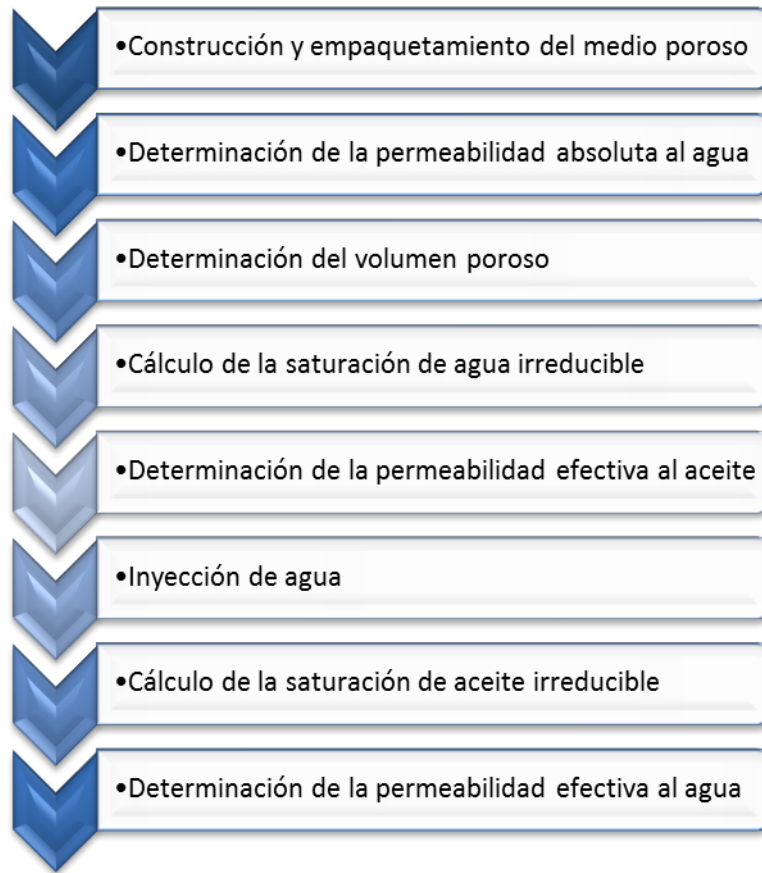 •Construcción y empaquetamiento del medio poroso
•Determinación de la permeabilidad absoluta al agua
•Determinación del volumen poroso
•Cálculo de la saturación de agua irreducible
•Determinación de la permeabilidad efectiva al aceite
•Inyección de agua
•Cálculo de la saturación de aceite irreducible
•Determinación de la permeabilidad efectiva al agua